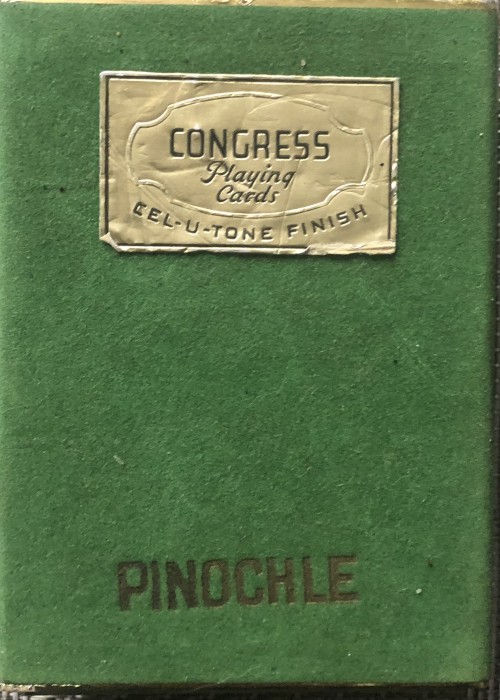 CONGRESS
Playing
Cards
CEL-U-TONE FINISH
PINOCHLE